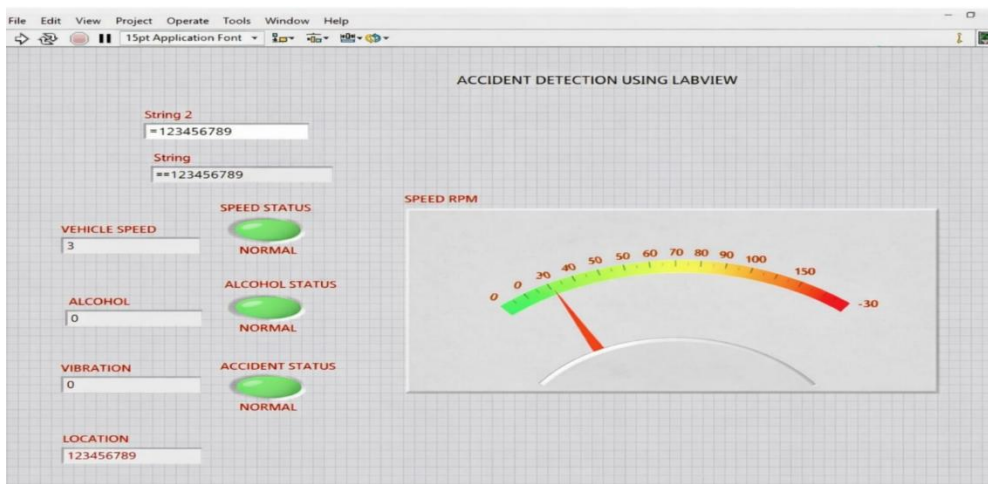 File Edit View Project Operate Tools Window Help
15pt Application Font
ACCIDENT DETECTION USING LABVIEW
String 2
=123456789
String
==123456789
SPEED STATUS
SPEED RPM
VEHICLE SPEED
3
NORMAL
0 0 30 40 50 50 60 70 80 90 100 150 -30
ALCOHOL STATUS
ALCOHOL
0
NORMAL
VIBRATION
ACCIDENT STATUS
0
NORMAL
LOCATION
123456789